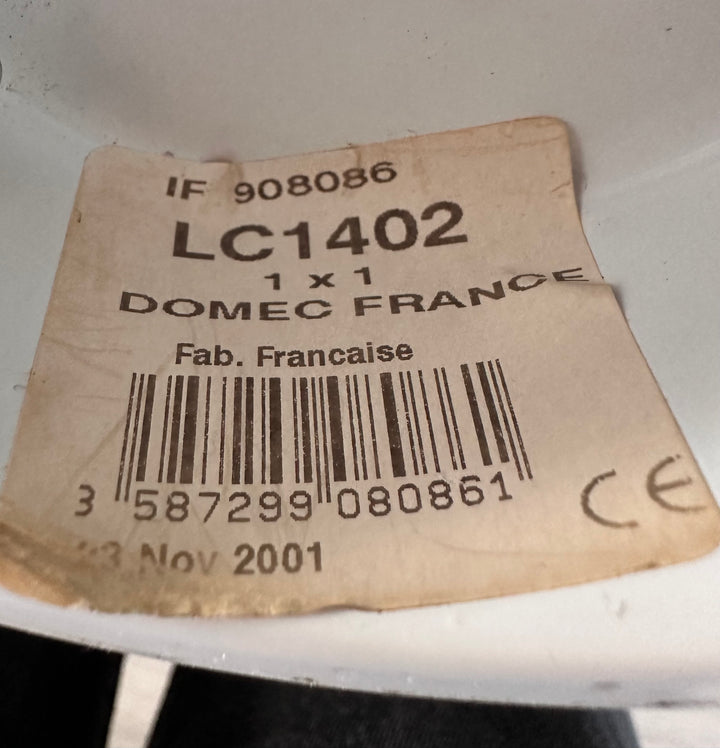 IF 908086
LC1402
1 x 1
DOMEC FRANCE
Fab. Francaise
3 587299 080861
CE
Nov 2001